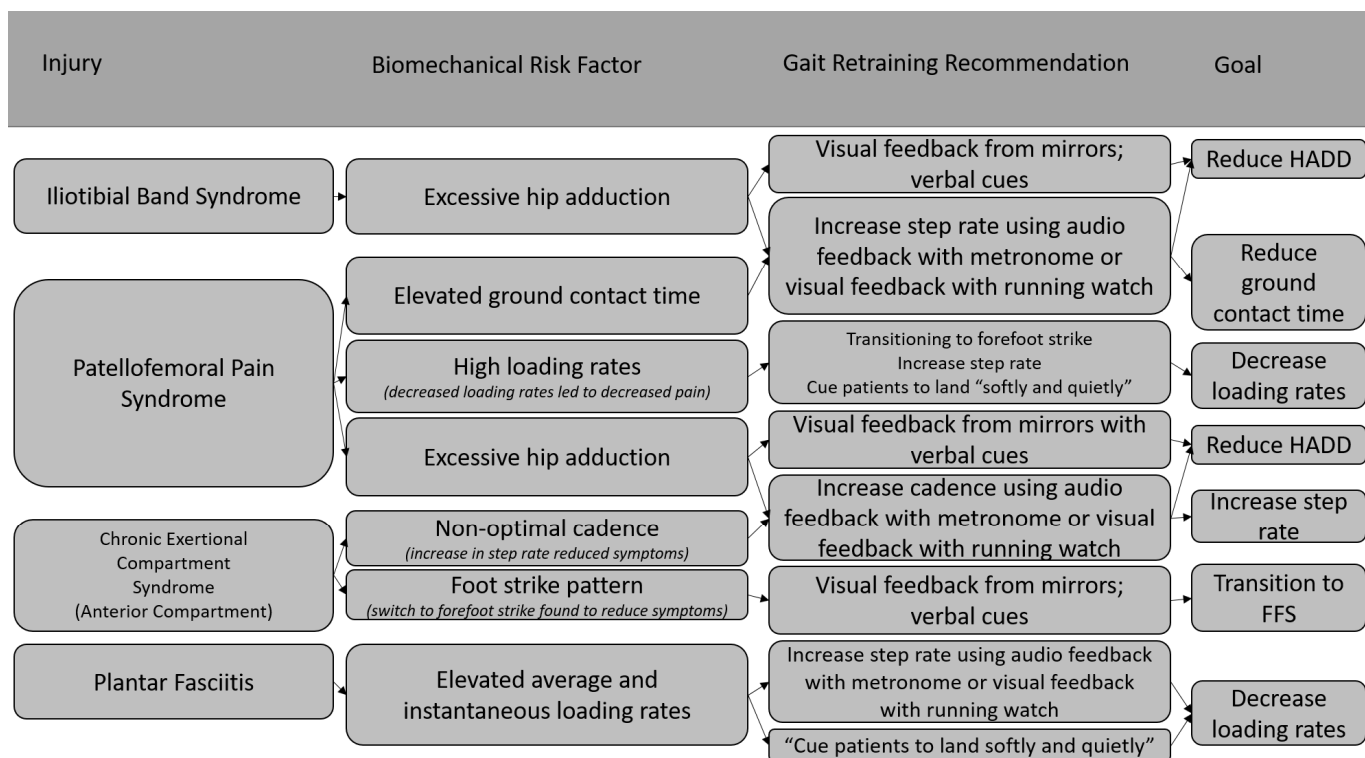 Injury
Biomechanical Risk Factor
Gait Retraining Recommendation
Goal
Iliotibial Band Syndrome
Excessive hip adduction
Visual feedback from mirrors;
verbal cues
Reduce HADD
Increase step rate using audio
feedback with metronome or
visual feedback with running watch
Reduce
ground
contact time
Patellofemoral Pain
Syndrome
Elevated ground contact time
High loading rates
(decreased loading rates led to decreased pain)
Transitioning to forefoot strike
Increase step rate
Cue patients to land “softly and quietly”
Decrease
loading rates
Excessive hip adduction
Visual feedback from mirrors with
verbal cues
Reduce HADD
Increase cadence using audio
feedback with metronome or visual
feedback with running watch
Increase step
rate
Chronic Exertional
Compartment
Syndrome
(Anterior Compartment)
Non-optimal cadence
(increase in step rate reduced symptoms)
Foot strike pattern
(switch to forefoot strike found to reduce symptoms)
Visual feedback from mirrors;
verbal cues
Transition to
FFS
Plantar Fasciitis
Elevated average and
instantaneous loading rates
Increase step rate using audio feedback
with metronome or visual feedback
with running watch
“Cue patients to land softly and quietly”
Decrease
loading rates